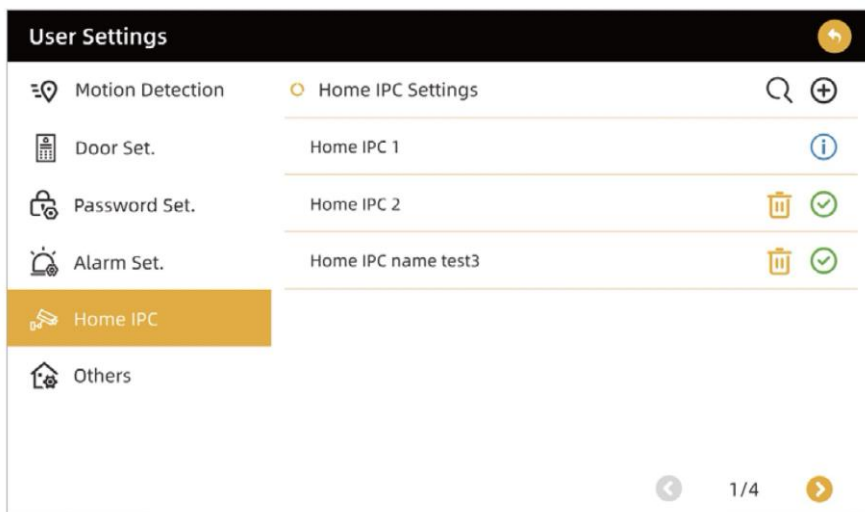 User Settings
Motion Detection
Door Set.
Password Set.
Alarm Set.
Home IPC
Others
Home IPC Settings
Home IPC 1
Home IPC 2
Home IPC name test3
1/4